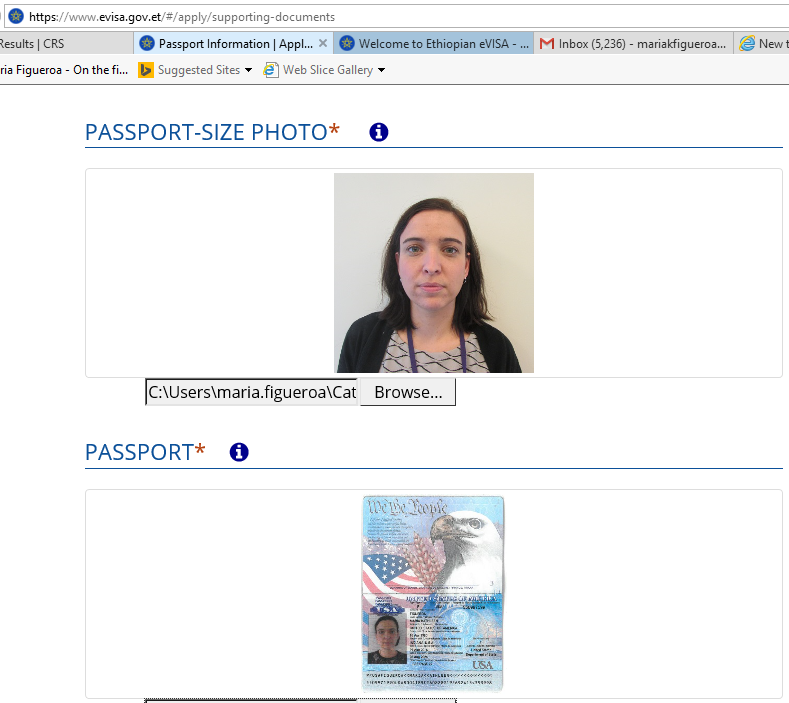 https://www.evisa.gov.et/#/apply/supporting-documents
Results | CRS
Passport Information | Appl...
Welcome to Ethiopian eVISA - ...
Inbox (5,236) - mariakfigueroa...
New t
ria Figueroa - On the fi...
Suggested Sites
Web Slice Gallery
PASSPORT-SIZE PHOTO*
C:\Users\maria.figueroa\Cat
Browse...
PASSPORT*
We the People
USA